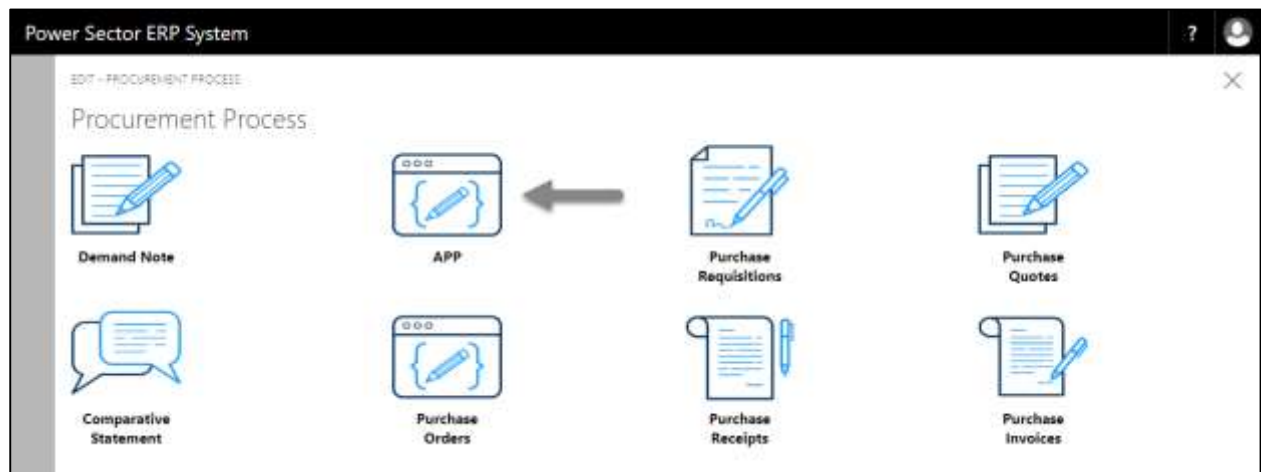 Power Sector ERP System
?
EDIT - PROCUREMENT PROCESS
Procurement Process
Demand Note
APP
Purchase
Requisitions
Purchase
Quotes
Comparative
Statement
Purchase
Orders
Purchase
Receipts
Purchase
Invoices